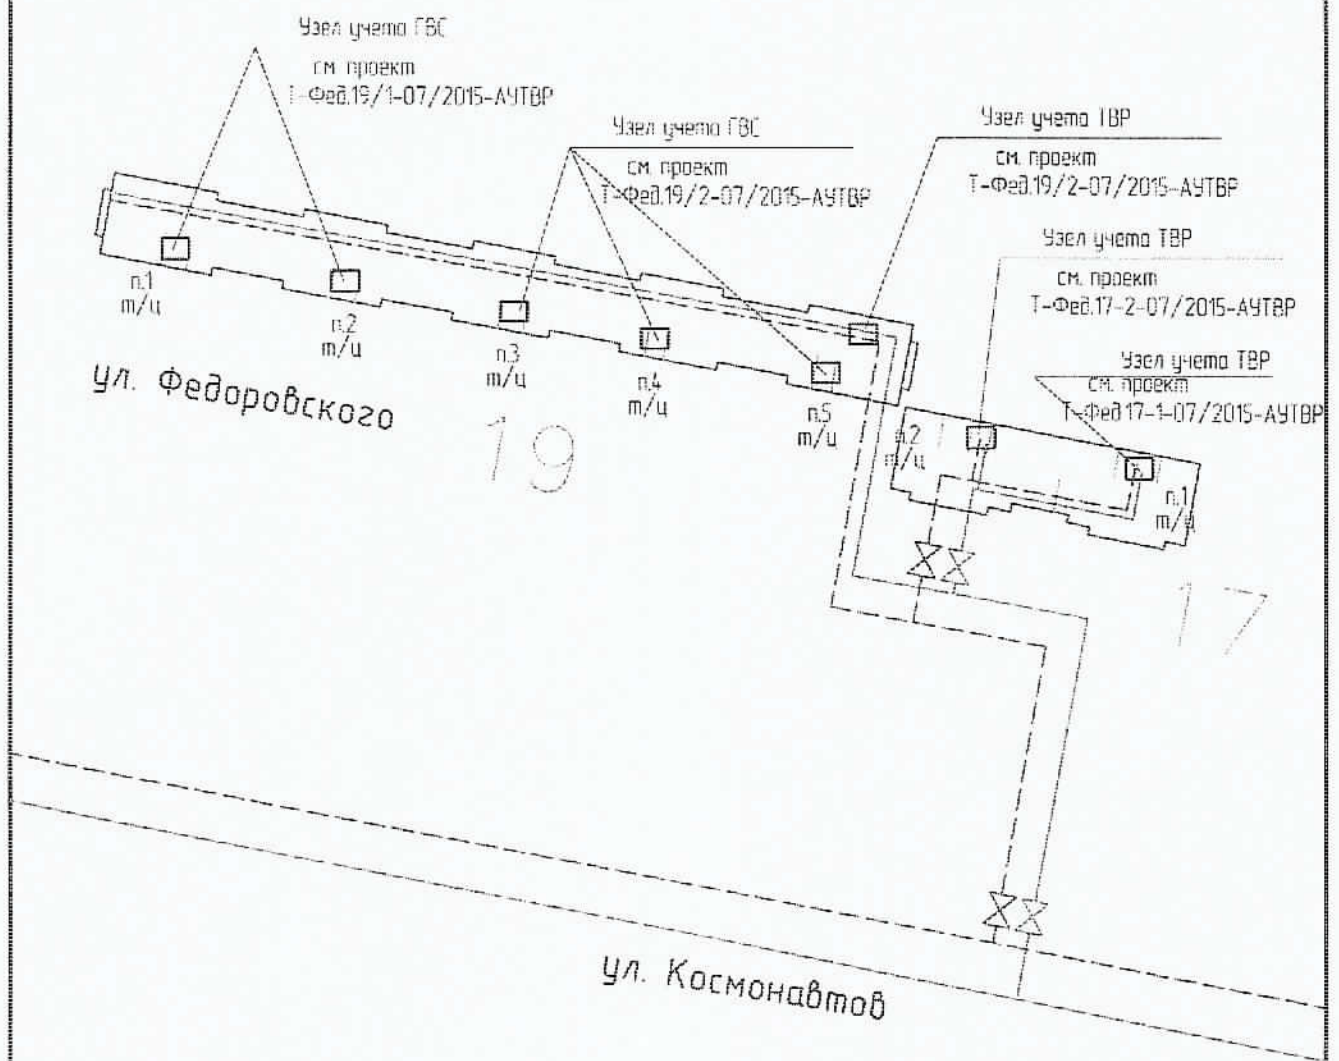 Узел учета ГВС
см проект
Т-Фед.19/1-07/2015-АУТВР
Узел учета ГВС
см. проект
Т-Фед.19/2-07/2015-АУТВР
Узел учета ТВР
см. проект
Т-Фед.19/2-07/2015-АУТВР
Узел учета ТВР
см. проект
Т-Фед.17-2-07/2015-АУТВР
Узел учета ТВР
см. проект
Т-Фед.17-1-07/2015-АУТВР
п.1
т/ц
п.2
т/ц
п.3
т/ц
п.4
т/ц
п.5
т/ц
п.2
т/ц
п.1
т/ц
ул. Федоровского
19
17
ул. Космонавтов